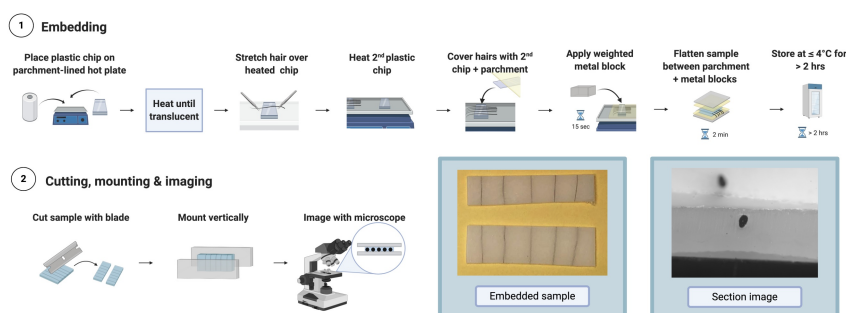 1 Embedding
Place plastic chip on
parchment-lined hot plate
Heat until
translucent
Stretch hair over
heated chip
Heat 2nd plastic
chip
Cover hairs with 2nd
chip + parchment
Apply weighted
metal block
15 sec
Flatten sample
between parchment
+ metal blocks
2 min
Store at ≤ 4°C for
> 2 hrs
> 2 hrs
2 Cutting, mounting & imaging
Cut sample with blade
Mount vertically
Image with microscope
Embedded sample
Section image